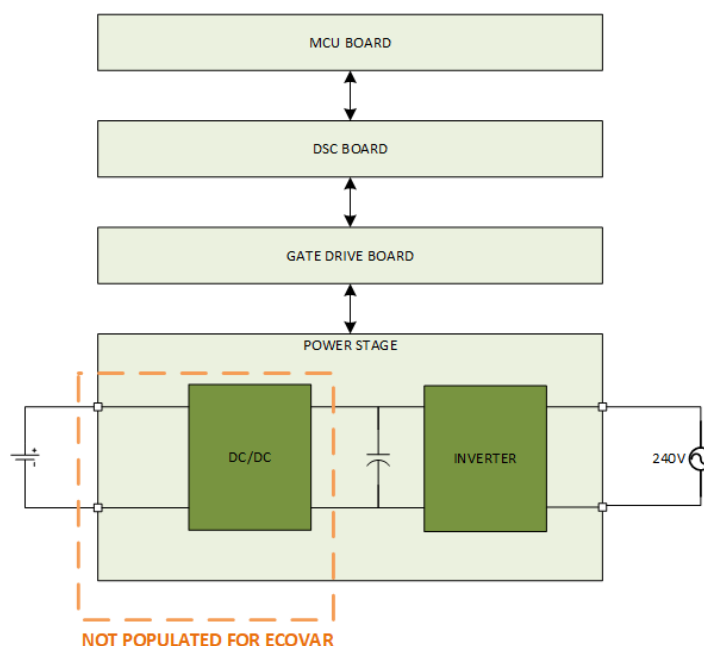 MCU BOARD
DSC BOARD
GATE DRIVE BOARD
POWER STAGE
DC/DC
INVERTER
240V
NOT POPULATED FOR ECOVAR